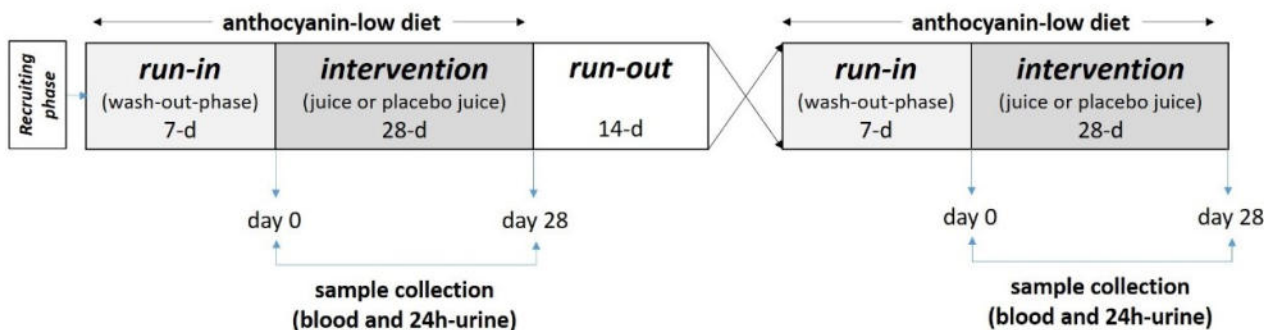 anthocyanin-low diet
Recruiting
phase
run-in
(wash-out-phase)
7-d
intervention
(juice or placebo juice)
28-d
run-out
14-d
day 0
day 28
sample collection
(blood and 24h-urine)
anthocyanin-low diet
run-in
(wash-out-phase)
7-d
intervention
(juice or placebo juice)
28-d
day 0
day 28
sample collection
(blood and 24h-urine)